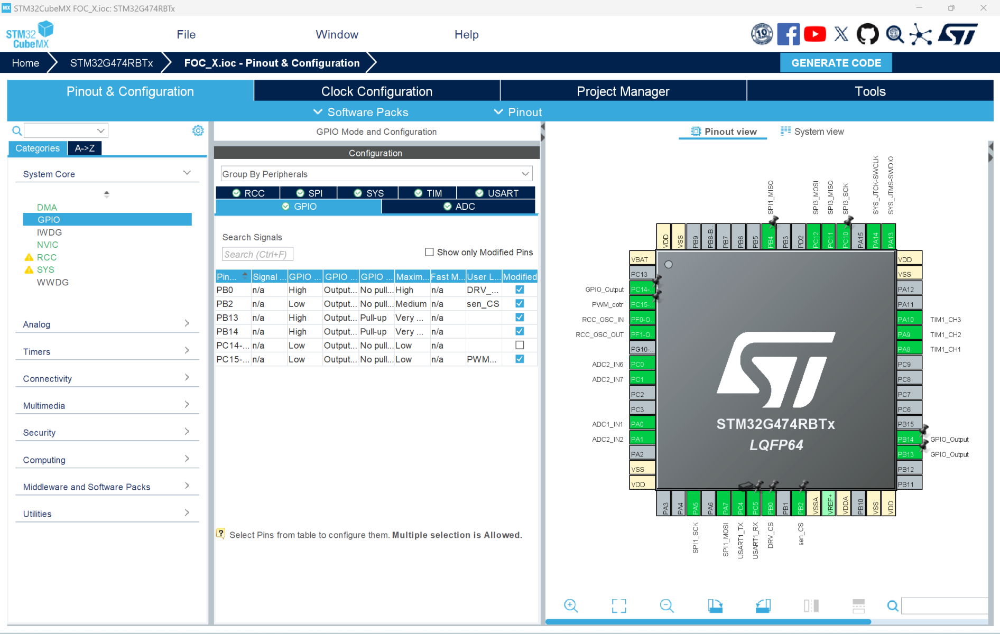 MX STM32CubeMX FOC_X.ioc: STM32G474RBTx
STM32 CubeMX
File Window Help
10
Home STM32G474RBTx FOC_X.ioc - Pinout & Configuration GENERATE CODE
Pinout & Configuration Clock Configuration Project Manager Tools
Software Packs Pinout
Categories A->Z
System Core
DMA
GPIO
IWDG
NVIC
RCC
SYS
WWDG
Analog
Timers
Connectivity
Multimedia
Security
Computing
Middleware and Software Packs
Utilities
GPIO Mode and Configuration
Configuration
Group By Peripherals
RCC SPI SYS TIM USART
GPIO ADC
Search Signals
Search (Ctrl+F) Show only Modified Pins
Pin... Signal ... GPIO ... GPIO ... GPIO ... Maxim... Fast M... User L... Modified
PB0 n/a High Output... No pull... High n/a DRV_...
PB2 n/a Low Output... No pull... Medium n/a sen_CS
PB13 n/a High Output... Pull-up Very ... n/a
PB14 n/a High Output... Pull-up Very ... n/a
PC14-... n/a Low Output... No pull... Low n/a
PC15-... n/a Low Output... No pull... Low n/a PWM...
Select Pins from table to configure them. Multiple selection is Allowed.
Pinout view System view
SPI1_MISO SPI3_MOSI SPI3_MISO SPI3_SCK SYS_JTCK-SWCLK SYS_JTMS-SWDIO
VDD VSS PB9 PB8-B.. PB7 PB6 PB5 PB4 PB3 PD2 PC12 PC11 PC10 PA15 PA14 PA13
VBAT VDD
PC13 VSS
GPIO_Output PC14-.. PA12
PWM_cotr PC15-.. PA11
RCC_OSC_IN PF0-O.. PA10 TIM1_CH3
RCC_OSC_OUT PF1-O.. PA9 TIM1_CH2
PG10-.. PA8 TIM1_CH1
ADC2_IN6 PC0 PC9
ADC2_IN7 PC1 PC8
PC2 PC7
PC3 PC6
ADC1_IN1 PA0 PB15
ADC2_IN2 PA1 PB14 GPIO_Output
PA2 PB13 GPIO_Output
VSS PB12
VDD PB11
STM32G474RBTx
LQFP64
PA3 PA4 PA5 PA6 PA7 PC4 PC5 PB0 PB1 PB2 VSSA VREF+ VDDA PB10 VSS VDD
SPI1_SCK SPI1_MOSI USART1_TX USART1_RX DRV_CS sen_CS